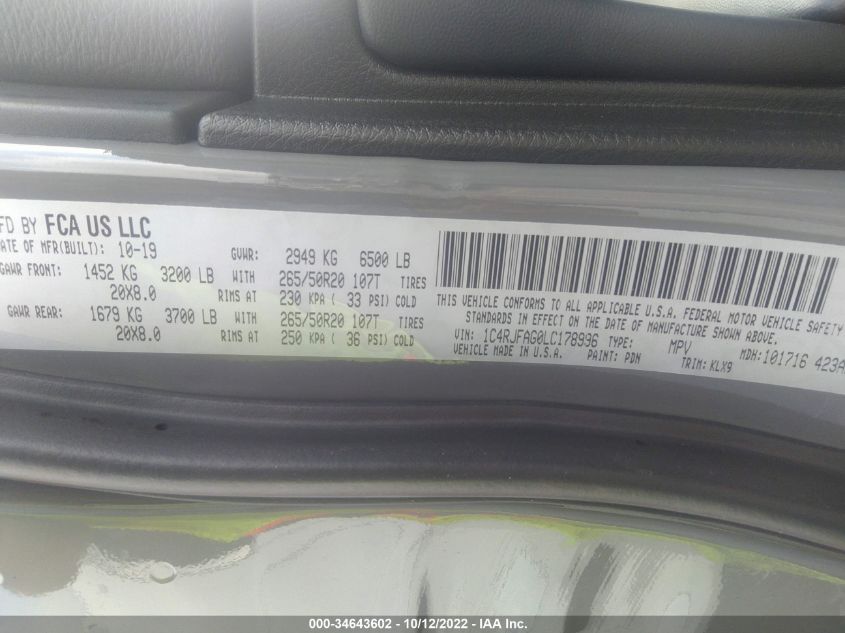 FD BY FCA US LLC
ATE OF MFR(BUILT): 10-19 GVWR: 2949 KG 6500 LB
GAWR FRONT: 1452 KG 3200 LB WITH 265/50R20 107T TIRES
20X8.0 RIMS AT 230 KPA ( 33 PSI) COLD
GAWR REAR: 1679 KG 3700 LB WITH 265/50R20 107T TIRES
20X8.0 RIMS AT 250 KPA ( 36 PSI) COLD
THIS VEHICLE CONFORMS TO ALL APPLICABLE U.S.A. FEDERAL MOTOR VEHICLE SAFETY
STANDARDS IN EFFECT ON THE DATE OF MANUFACTURE SHOWN ABOVE.
VIN: 1C4RJFAG0LC178996 TYPE: MPV MDH:101716 423A
VEHICLE MADE IN U.S.A. PAINT: PDN TRIM: KLX9
000-34643602 - 10/12/2022 - IAA Inc.